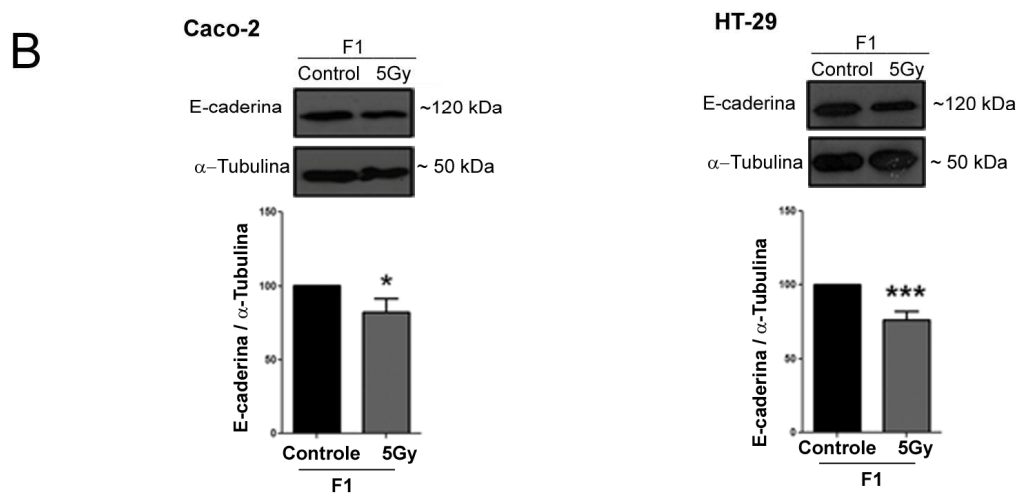 B
Caco-2
F1
Control 5Gy
E-caderina ~120 kDa
α–Tubulina ~ 50 kDa
E-caderina / α-Tubulina
150
100
50
0
*
Controle 5Gy
F1
HT-29
F1
Control 5Gy
E-caderina ~120 kDa
α–Tubulina ~ 50 kDa
E-caderina / α-Tubulina
150
100
50
0
***
Controle 5Gy
F1